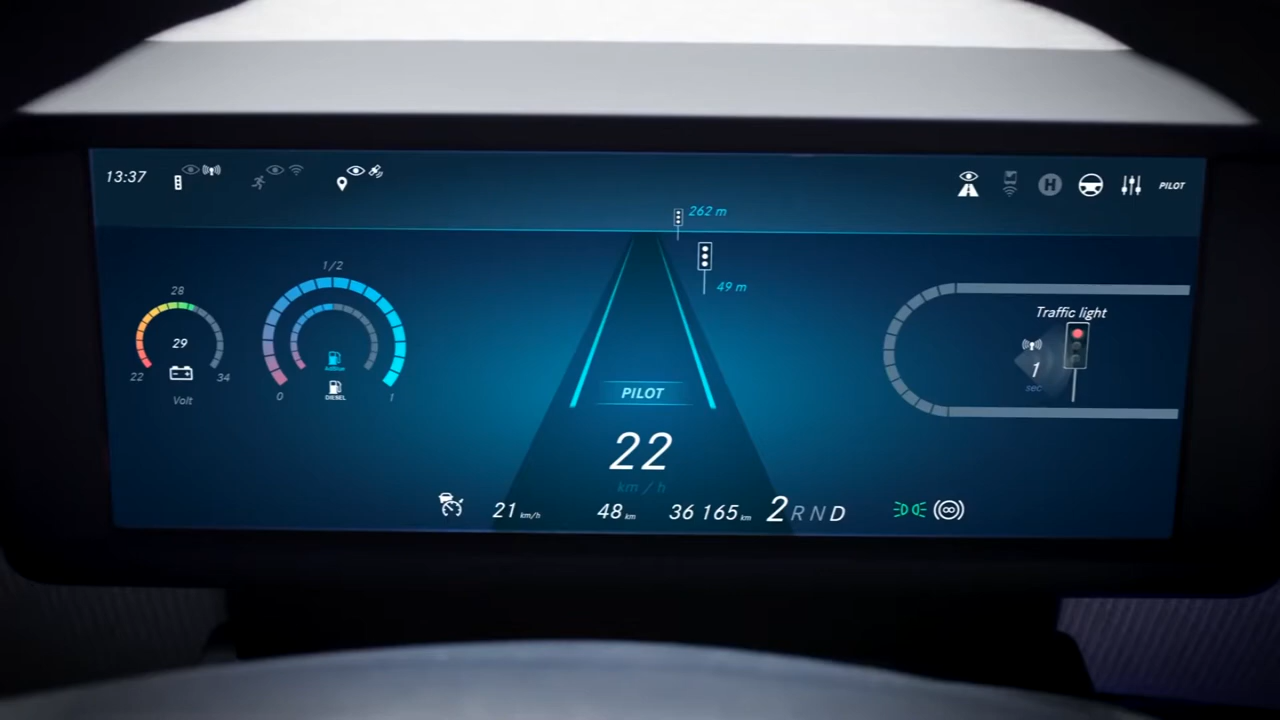 13:37
H
PILOT
262 m
49 m
1/2
28
29
22
34
Volt
AdBlue
DIESEL
0
1
Traffic light
1
sec
PILOT
22
km / h
21 km/h
48 km
36 165 km
2 R N D